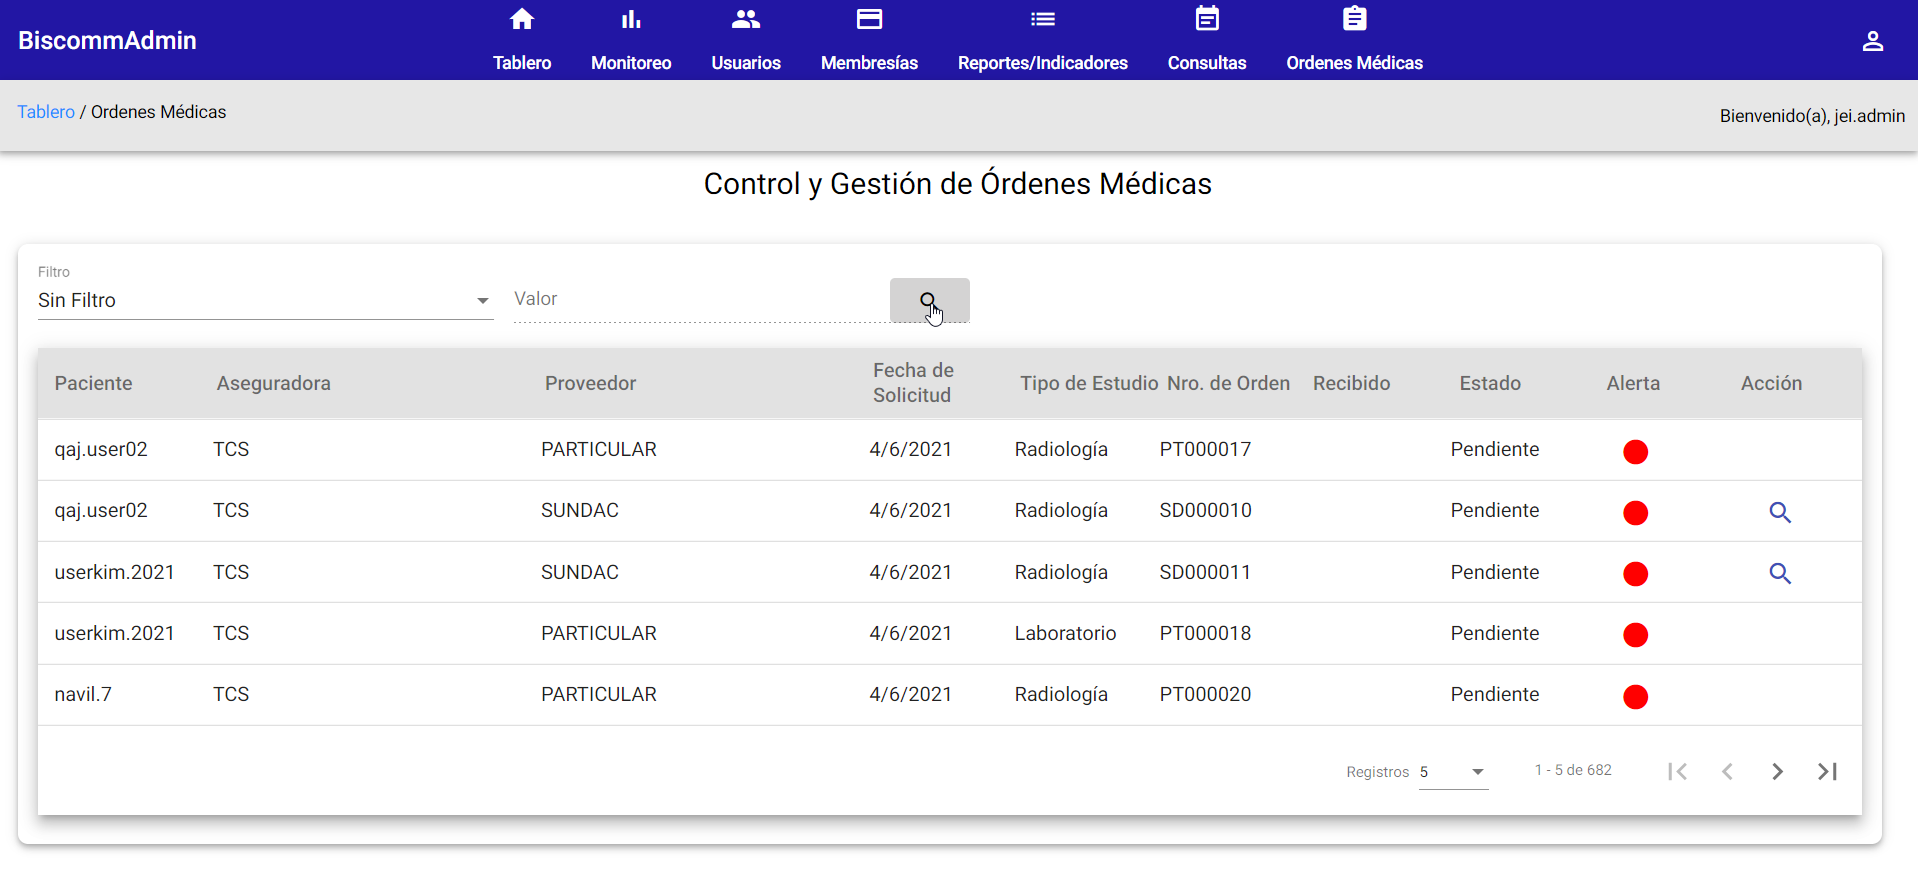 BiscommAdmin
Tablero Monitoreo Usuarios Membresías Reportes/Indicadores Consultas Ordenes Médicas
Tablero / Ordenes Médicas
Bienvenido(a), jei.admin
Control y Gestión de Órdenes Médicas
Filtro
Sin Filtro
Valor
Paciente Aseguradora Proveedor Fecha de Solicitud Tipo de Estudio Nro. de Orden Recibido Estado Alerta Acción
qaj.user02 TCS PARTICULAR 4/6/2021 Radiología PT000017 Pendiente
qaj.user02 TCS SUNDAC 4/6/2021 Radiología SD000010 Pendiente
userkim.2021 TCS SUNDAC 4/6/2021 Radiología SD000011 Pendiente
userkim.2021 TCS PARTICULAR 4/6/2021 Laboratorio PT000018 Pendiente
navil.7 TCS PARTICULAR 4/6/2021 Radiología PT000020 Pendiente
Registros 5 1 - 5 de 682